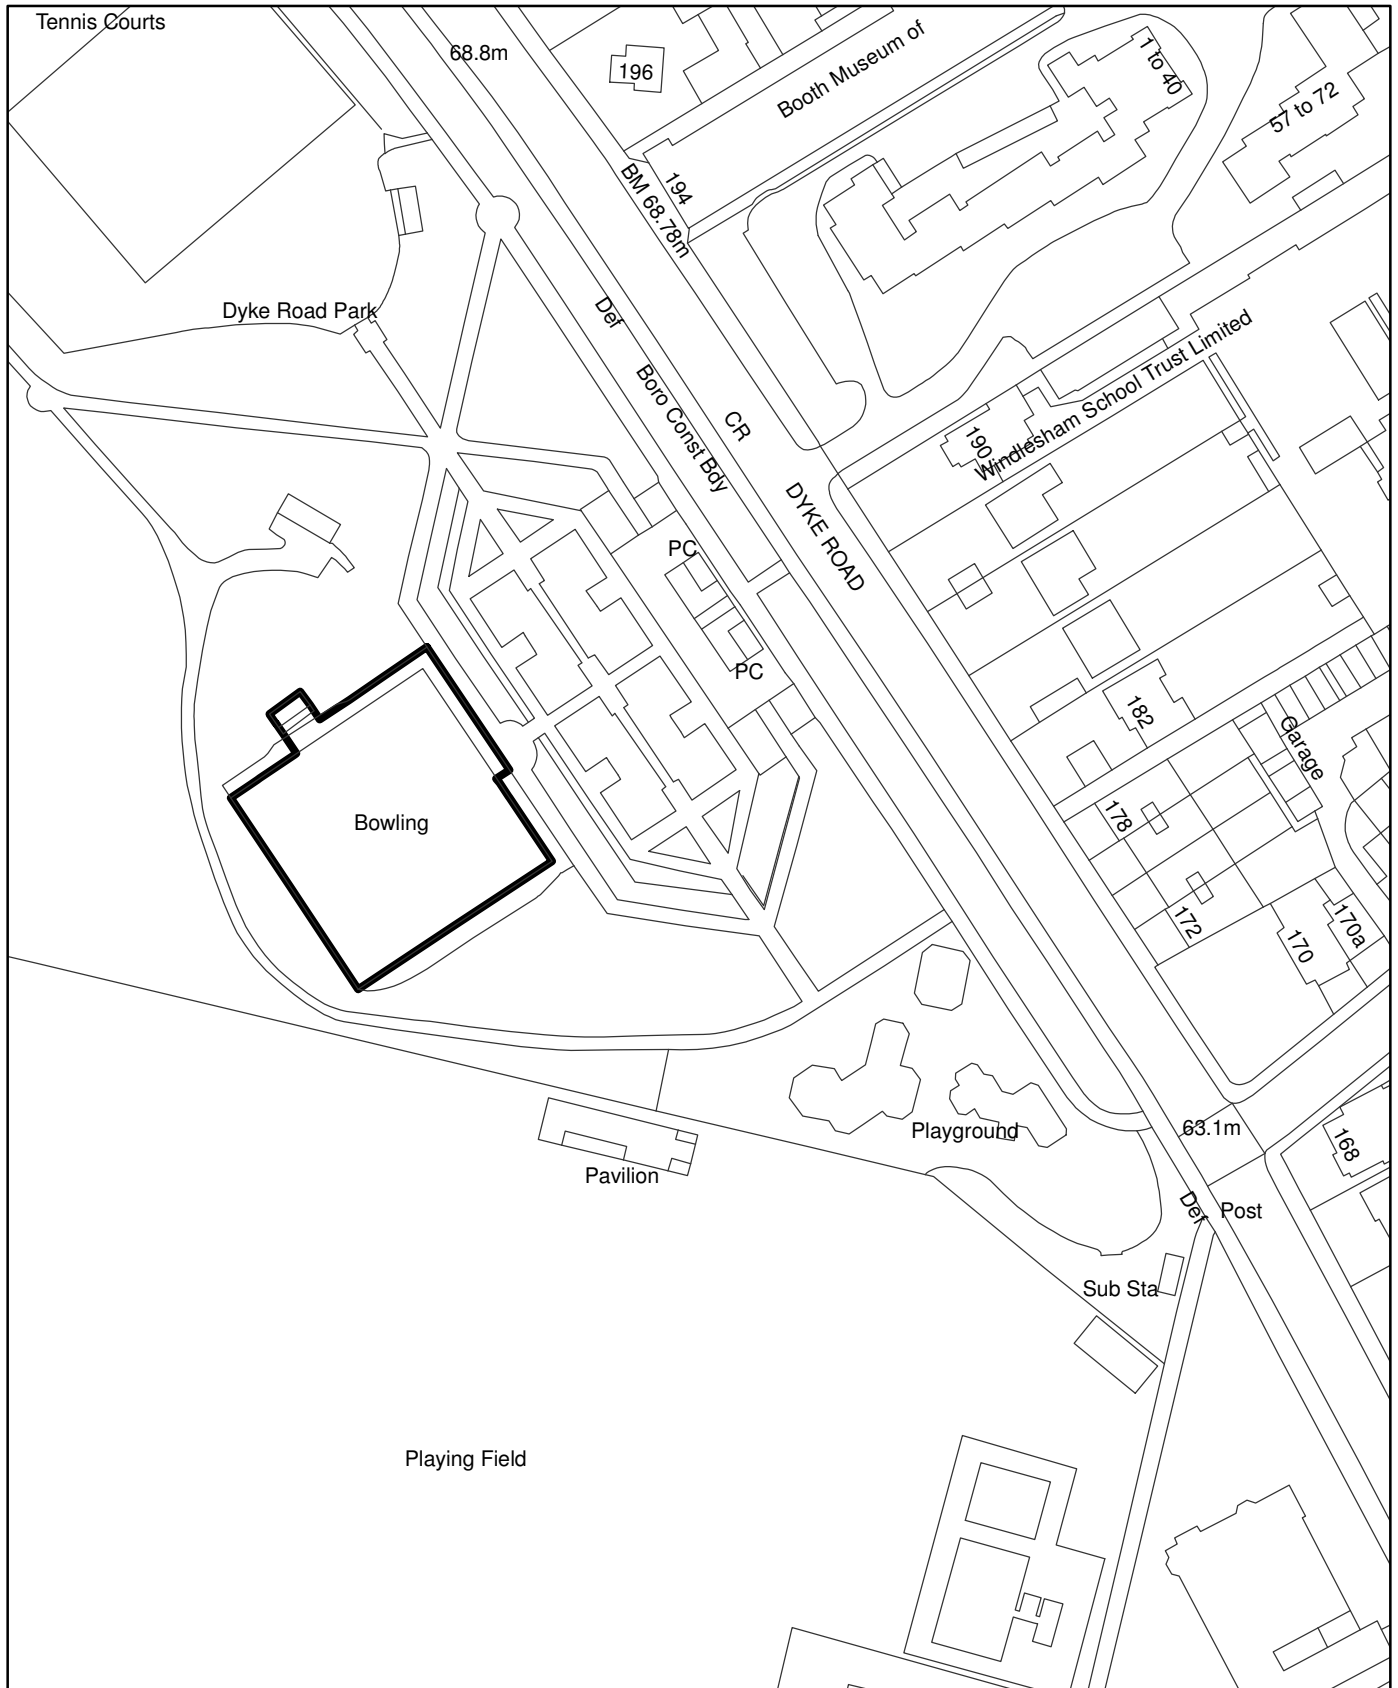 Tennis Courts
68.8m
196
Booth Museum of
1 to 40
57 to 72
194
BM 68.78m
Dyke Road Park
Def
Boro Const Bdy
CR
DYKE ROAD
190
Windlesham School Trust Limited
PC
PC
182
Garage
178
Bowling
172
170
170a
Playground
63.1m
168
Pavilion
Def
Post
Sub Sta
Playing Field